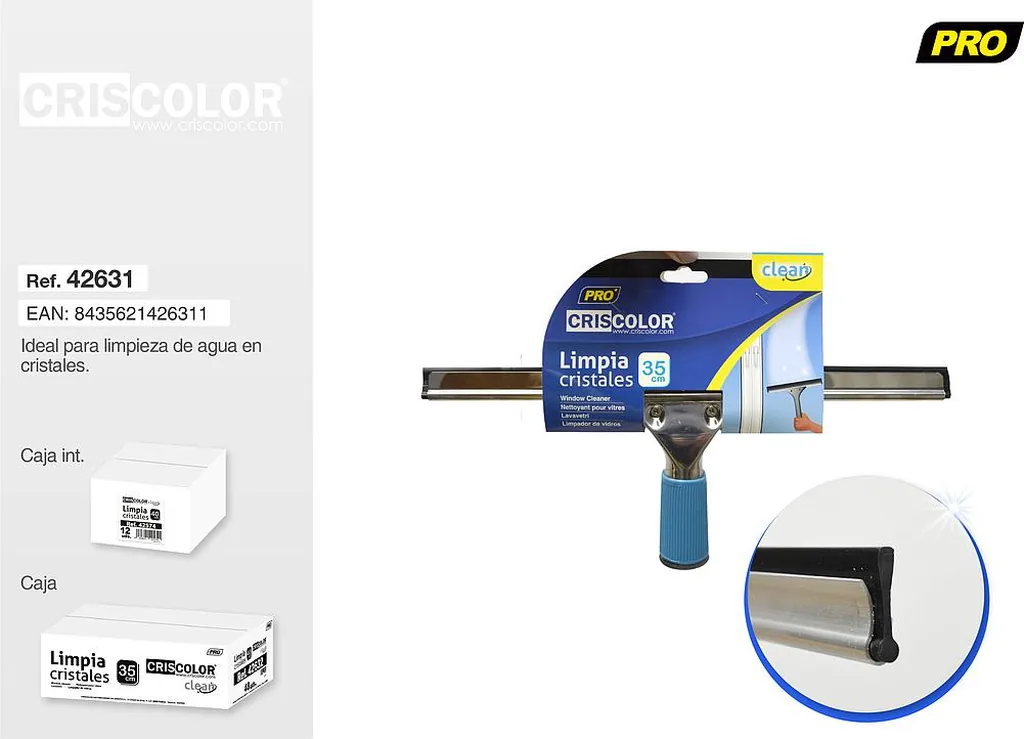 PRO
CRISCOLOR®
www.criscolor.com
Ref. 42631
EAN: 8435621426311
Ideal para limpieza de agua en
cristales.
Caja int.
CRISCOLOR
Limpia
cristales
12
Caja
Limpia
cristales
35
cm
CRISCOLOR
clean
PRO
clean
PRO
CRISCOLOR®
www.criscolor.com
Limpia
cristales
35
cm
Window Cleaner
Nettoyant pour vitres
Lavavetri
Limpador de vidros